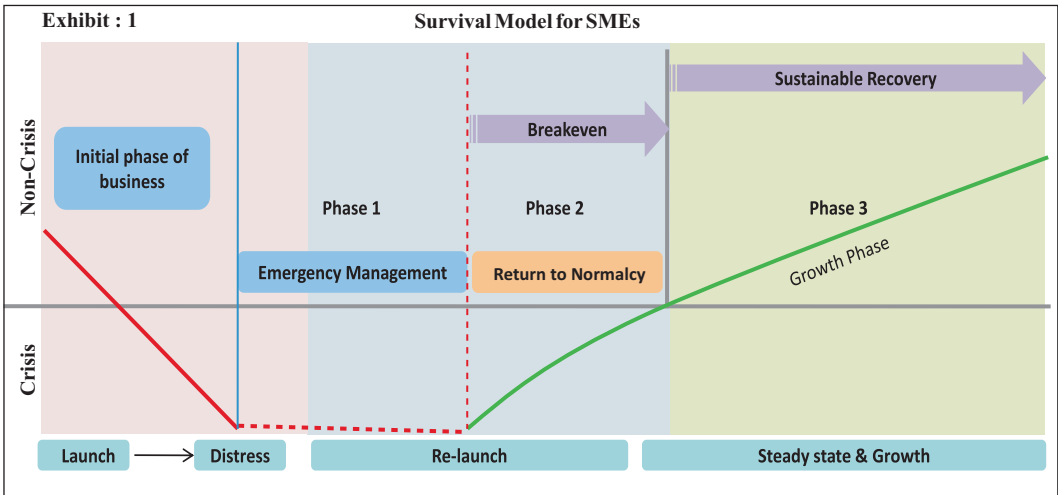 Exhibit : 1
Survival Model for SMEs
Sustainable Recovery
Breakeven
Non-Crisis
Initial phase of
business
Phase 1
Phase 2
Phase 3
Emergency Management
Return to Normalcy
Growth Phase
Crisis
Launch
Distress
Re-launch
Steady state & Growth